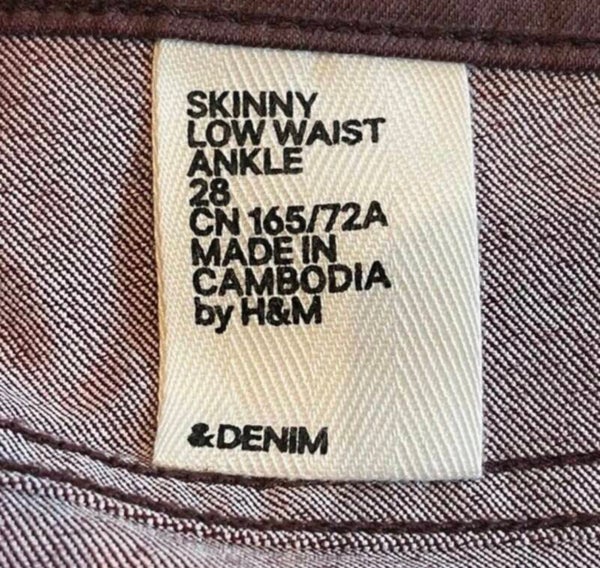 SKINNY
LOW WAIST
ANKLE
28
CN 165/72A
MADE IN
CAMBODIA
by H&M
&DENIM